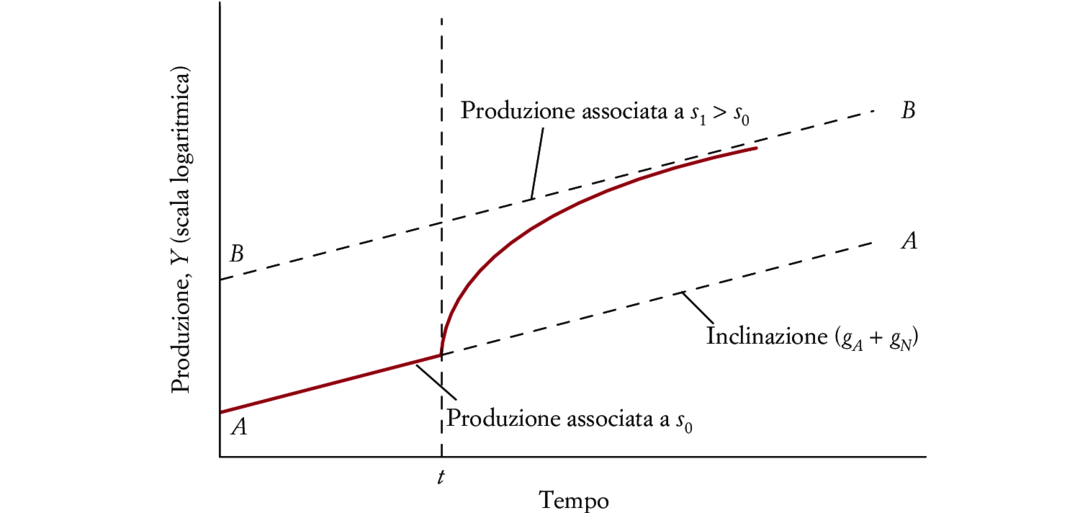 Produzione, Y (scala logaritmica)
Produzione associata a s₁ > s₀
B
B
A
Inclinazione (g_A + g_N)
Produzione associata a s₀
A
t
Tempo